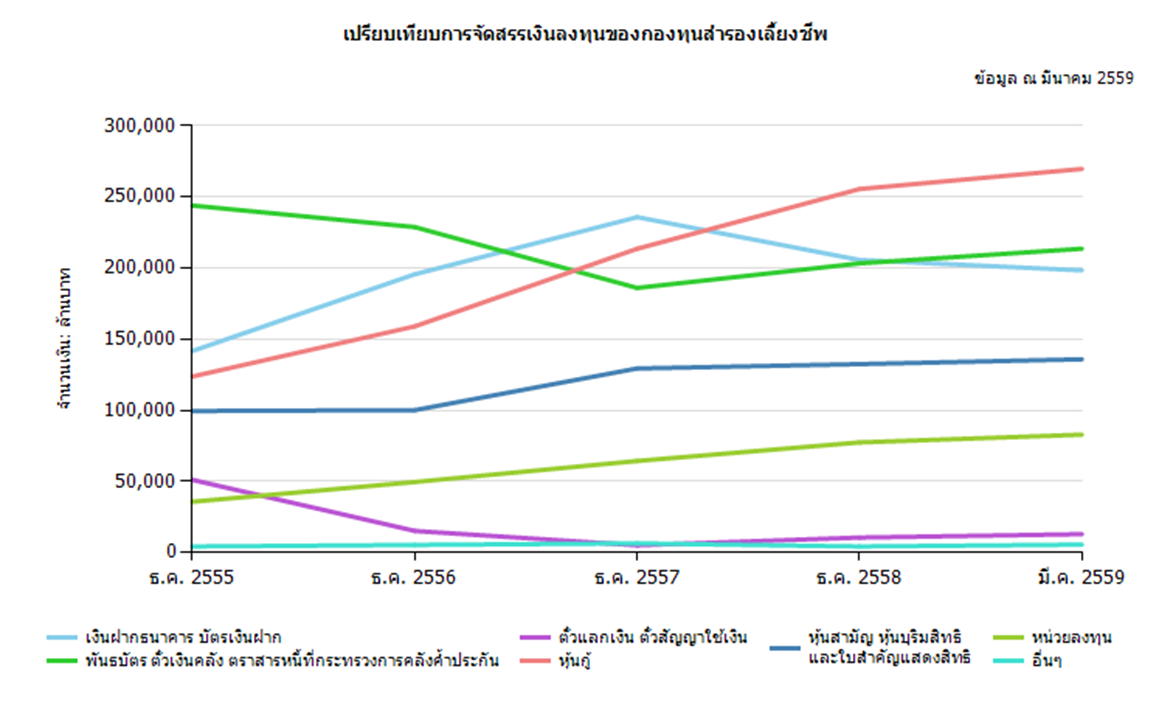 เปรียบเทียบการจัดสรรเงินลงทุนของกองทุนสำรองเลี้ยงชีพ
ข้อมูล ณ มีนาคม 2559
จำนวนเงิน: ล้านบาท
300,000
250,000
200,000
150,000
100,000
50,000
0
ธ.ค. 2555 ธ.ค. 2556 ธ.ค. 2557 ธ.ค. 2558 มี.ค. 2559
เงินฝากธนาคาร บัตรเงินฝาก
พันธบัตร ตั๋วเงินคลัง ตราสารหนี้ที่กระทรวงการคลังค้ำประกัน
ตั๋วแลกเงิน ตั๋วสัญญาใช้เงิน
หุ้นกู้
หุ้นสามัญ หุ้นบุริมสิทธิ
และใบสำคัญแสดงสิทธิ
หน่วยลงทุน
อื่นๆ